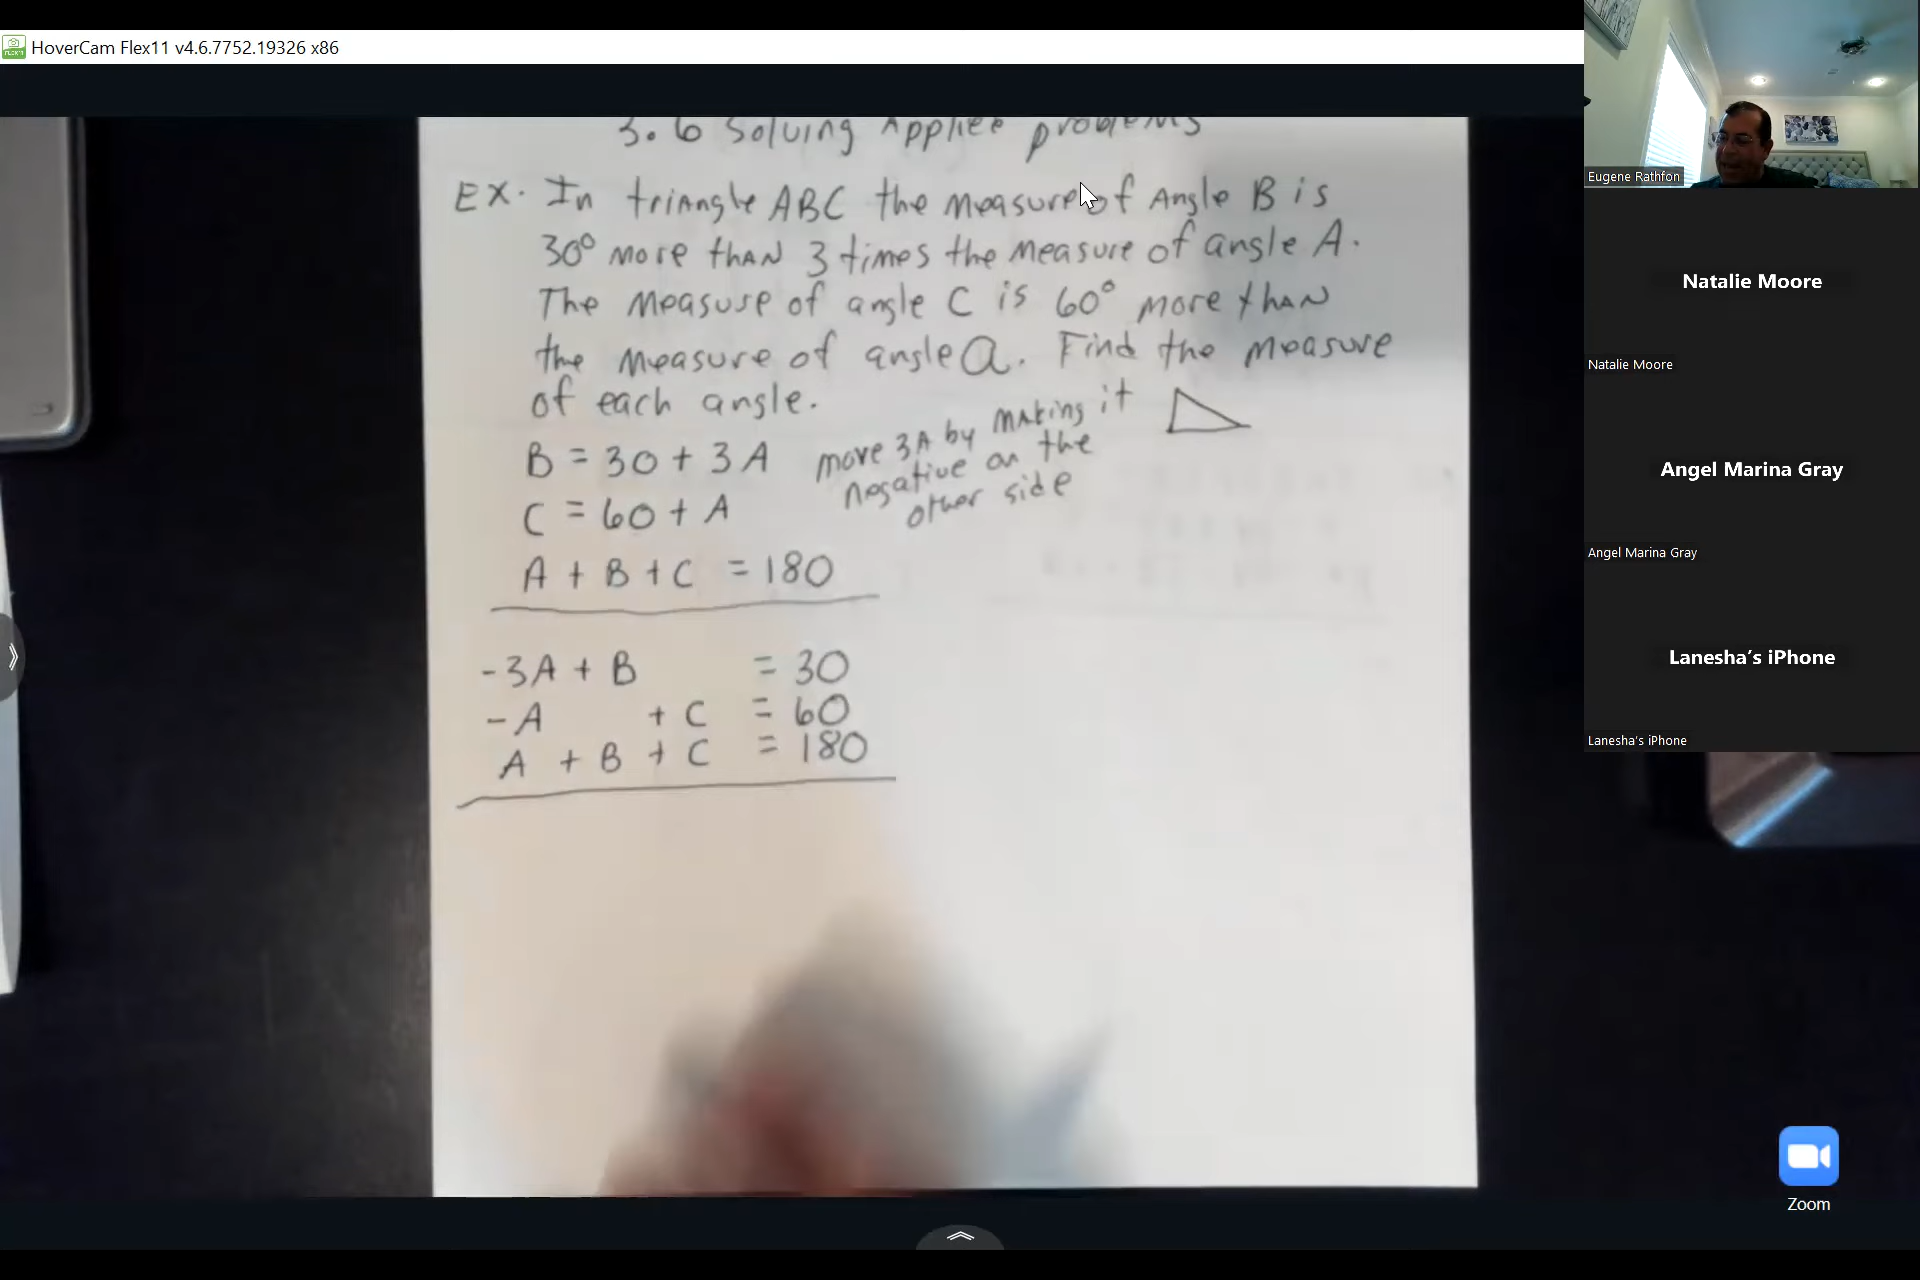 HoverCam Flex11 v4.6.7752.19326 x86
3.6 Solving Applied problems
EX. In triangle ABC the measure of Angle B is
30° more than 3 times the measure of angle A.
The measure of angle C is 60° more than
the measure of angle a. Find the measure
of each angle.
B = 30 + 3A
move 3A by making it
negative on the
other side
C = 60 + A
A + B + C = 180
-3A + B = 30
-A + C = 60
A + B + C = 180
Eugene Rathfon
Natalie Moore
Natalie Moore
Angel Marina Gray
Angel Marina Gray
Lanesha’s iPhone
Lanesha's iPhone
Zoom